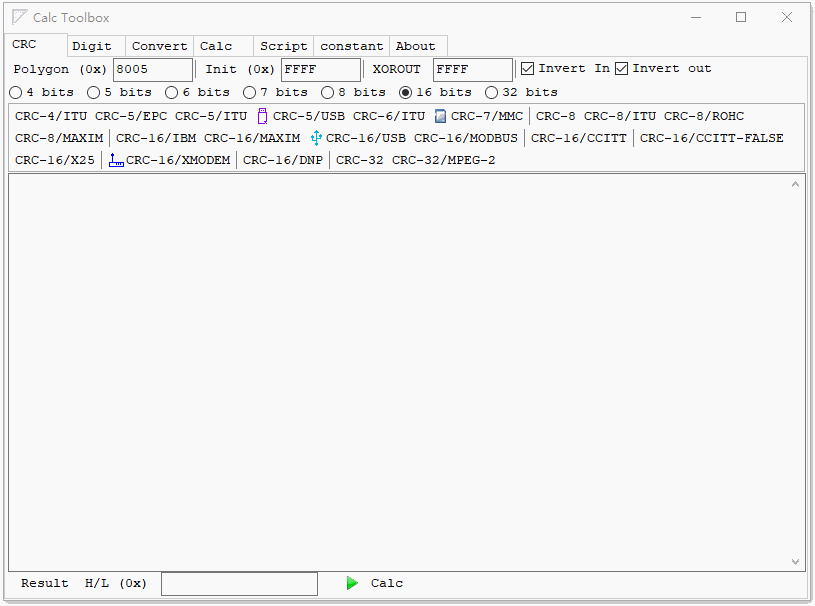 Calc Toolbox
CRC Digit Convert Calc Script constant About
Polygon (0x) 8005 Init (0x) FFFF XOROUT FFFF Invert In Invert out
4 bits 5 bits 6 bits 7 bits 8 bits 16 bits 32 bits
CRC-4/ITU CRC-5/EPC CRC-5/ITU CRC-5/USB CRC-6/ITU CRC-7/MMC CRC-8 CRC-8/ITU CRC-8/ROHC
CRC-8/MAXIM CRC-16/IBM CRC-16/MAXIM CRC-16/USB CRC-16/MODBUS CRC-16/CCITT CRC-16/CCITT-FALSE
CRC-16/X25 CRC-16/XMODEM CRC-16/DNP CRC-32 CRC-32/MPEG-2
Result H/L (0x) Calc